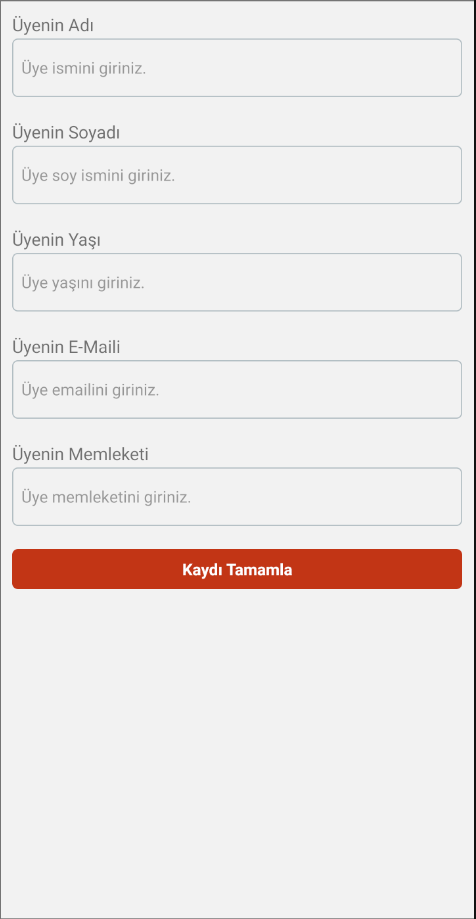 Üyenin Adı
Üye ismini giriniz.
Üyenin Soyadı
Üye soy ismini giriniz.
Üyenin Yaşı
Üye yaşını giriniz.
Üyenin E-Maili
Üye emailini giriniz.
Üyenin Memleketi
Üye memleketini giriniz.
Kaydı Tamamla